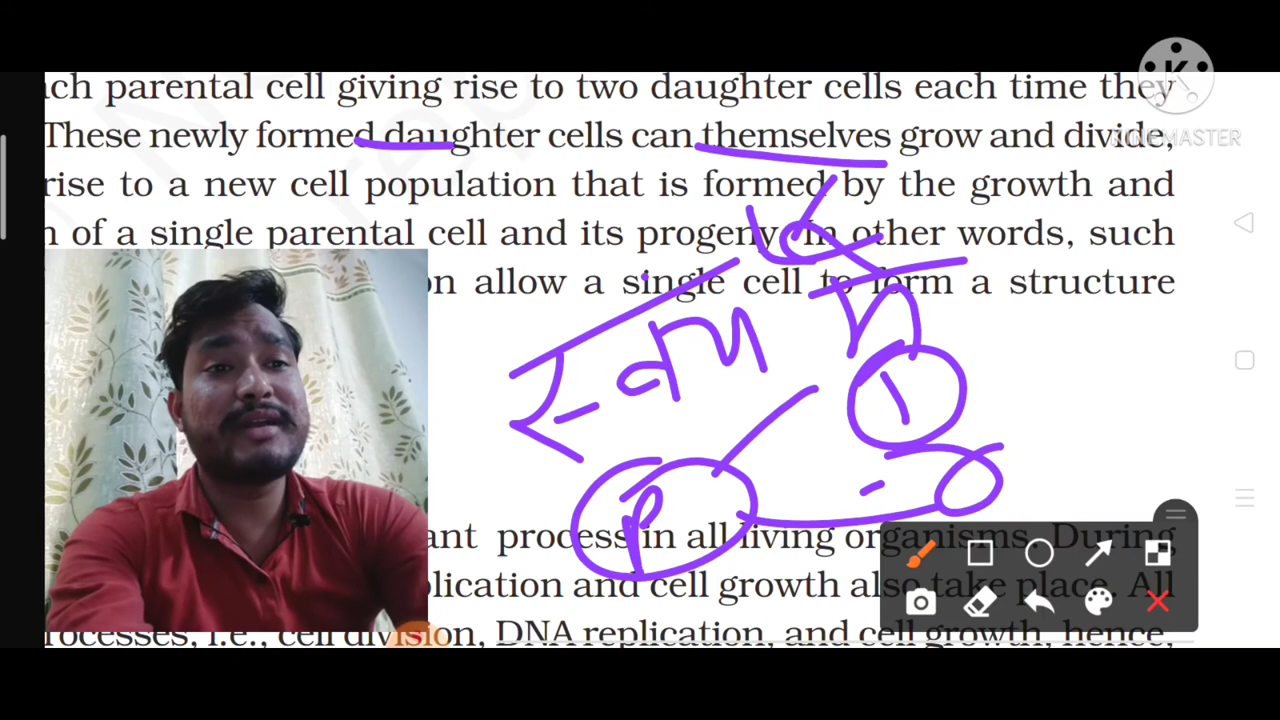 ch parental cell giving rise to two daughter cells each time they
These newly formed daughter cells can themselves grow and divide,
rise to a new cell population that is formed by the growth and
of a single parental cell and its progeny. In other words, such
on allow a single cell to form a structure
स्वयं
P
1
process in all living organisms. During
plication and cell growth also take place. All
rocesses, i.e., cell division, DNA replication, and cell growth, hence,
K
KINEMASTER